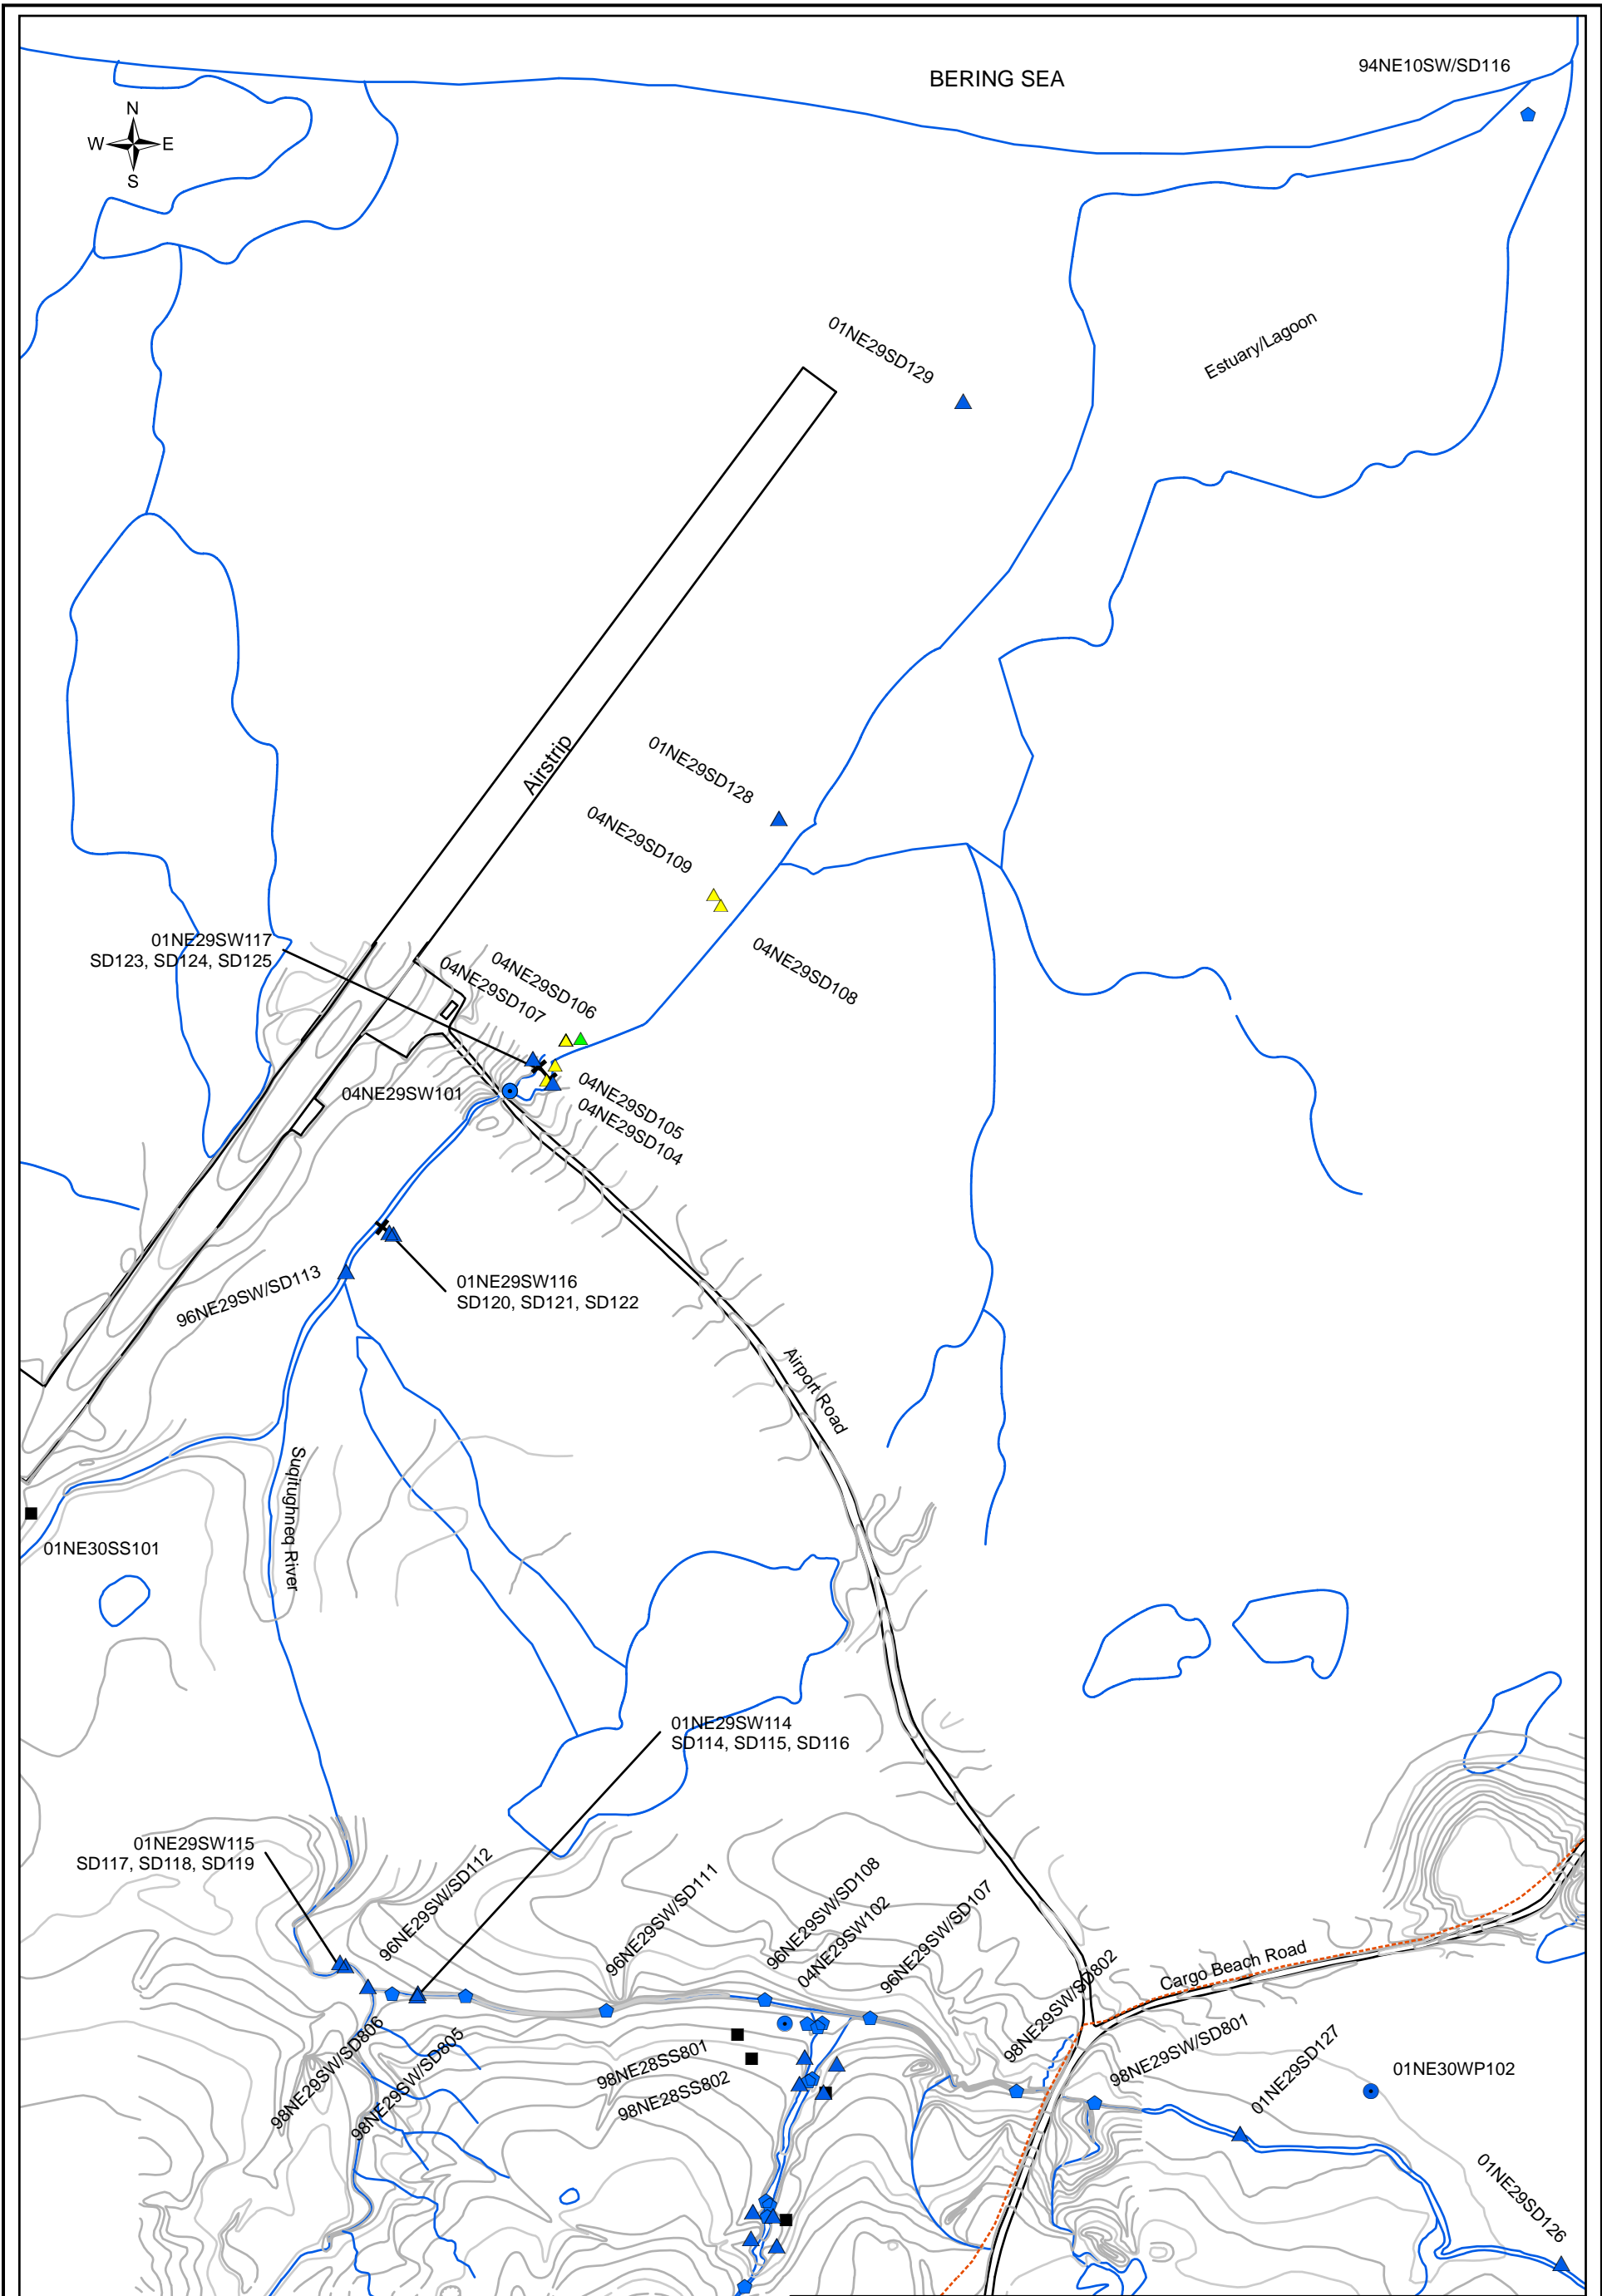 BERING SEA
94NE10SW/SD116
N
W E
S
01NE29SD129
Estuary/Lagoon
Airstrip
01NE29SD128
04NE29SD109
01NE29SW117
SD123, SD124, SD125
04NE29SD106
04NE29SD107
04NE29SD108
04NE29SW101
04NE29SD105
04NE29SD104
96NE29SW/SD113
01NE29SW116
SD120, SD121, SD122
Airport Road
Suqitughneq River
01NE30SS101
01NE29SW114
SD114, SD115, SD116
01NE29SW115
SD117, SD118, SD119
96NE29SW/SD112
96NE29SW/SD111
96NE29SW/SD108
04NE29SW102
96NE29SW/SD107
98NE29SW/SD802
Cargo Beach Road
98NE29SW/SD806
98NE29SW/SD805
98NE28SS801
98NE28SS802
98NE29SW/SD801
01NE29SD127
01NE30WP102
01NE29SD126